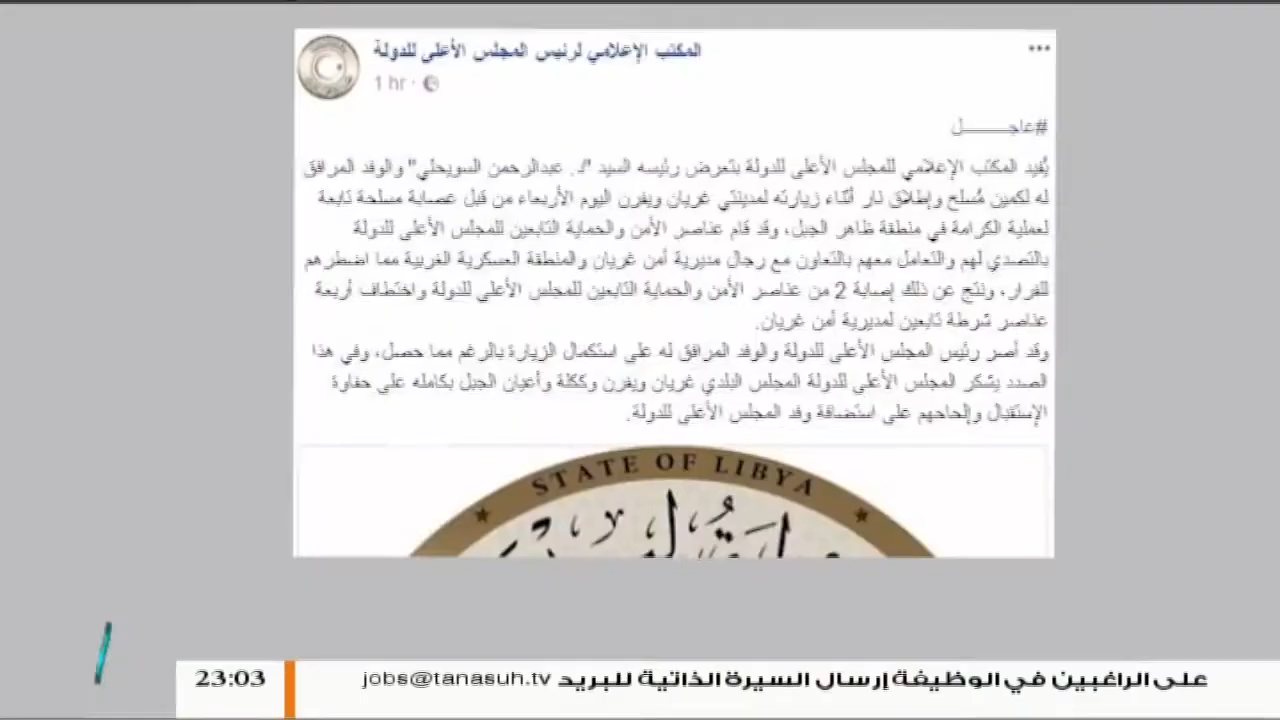 المكتب الإعلامي لرئيس المجلس الأعلى للدولة
1 hr ·
#عاجـــــــل
يُفيد المكتب الإعلامي للمجلس الأعلى للدولة بتعرض رئيسه السيد "د. عبدالرحمن السويحلي" والوفد المرافق
له لكمين مُسلح وإطلاق نار أثناء زيارته لمدينتي غريان ويفرن اليوم الأربعاء من قبل عصابة مسلحة تابعة
لعملية الكرامة في منطقة ظاهر الجبل، وقد قام عناصر الأمن والحماية التابعين للمجلس الأعلى للدولة
بالتصدي لهم والتعامل معهم بالتعاون مع رجال مديرية أمن غريان والمنطقة العسكرية الغربية مما اضطرهم
للفرار، ونتج عن ذلك إصابة 2 من عناصر الأمن والحماية التابعين للمجلس الأعلى للدولة واختطاف أربعة
عناصر شرطة تابعين لمديرية أمن غريان.
وقد أصر رئيس المجلس الأعلى للدولة والوفد المرافق له على استكمال الزيارة بالرغم مما حصل، وفي هذا
الصدد يشكر المجلس الأعلى للدولة المجلس البلدي غريان ويفرن وككلة وأعيان الجبل بكامله على حفاوة
الإستقبال وإلحاحهم على استضافة وفد المجلس الأعلى للدولة.
STATE OF LIBYA
على الراغبين في الوظيفة إرسال السيرة الذاتية للبريد jobs@tanasuh.tv
23:03